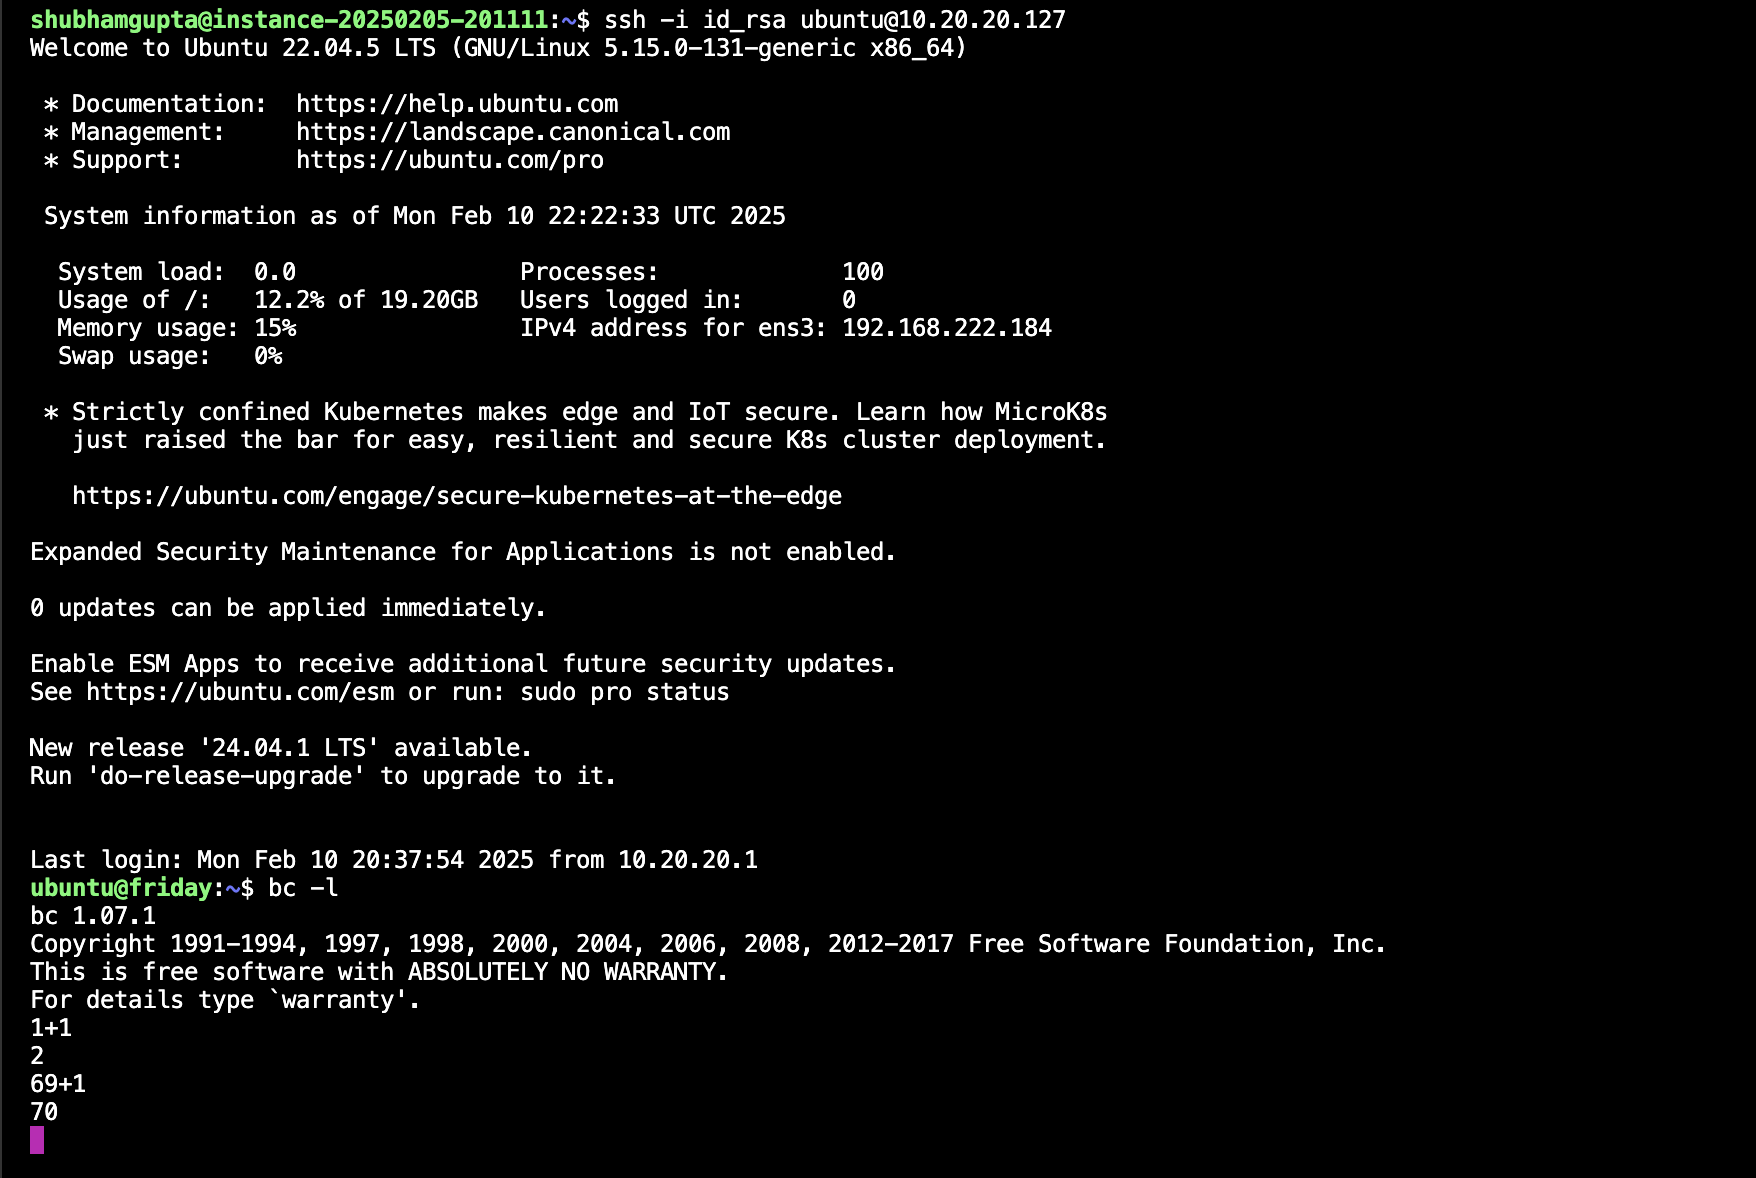 shubhamgupta@instance-20250205-201111:~$ ssh -i id_rsa ubuntu@10.20.20.127
Welcome to Ubuntu 22.04.5 LTS (GNU/Linux 5.15.0-131-generic x86_64)

 * Documentation:  https://help.ubuntu.com
 * Management:     https://landscape.canonical.com
 * Support:        https://ubuntu.com/pro

 System information as of Mon Feb 10 22:22:33 UTC 2025

  System load:  0.0                Processes:             100
  Usage of /:   12.2% of 19.20GB   Users logged in:       0
  Memory usage: 15%                IPv4 address for ens3: 192.168.222.184
  Swap usage:   0%

 * Strictly confined Kubernetes makes edge and IoT secure. Learn how MicroK8s
   just raised the bar for easy, resilient and secure K8s cluster deployment.

   https://ubuntu.com/engage/secure-kubernetes-at-the-edge

Expanded Security Maintenance for Applications is not enabled.

0 updates can be applied immediately.

Enable ESM Apps to receive additional future security updates.
See https://ubuntu.com/esm or run: sudo pro status

New release '24.04.1 LTS' available.
Run 'do-release-upgrade' to upgrade to it.


Last login: Mon Feb 10 20:37:54 2025 from 10.20.20.1
ubuntu@friday:~$ bc -l
bc 1.07.1
Copyright 1991-1994, 1997, 1998, 2000, 2004, 2006, 2008, 2012-2017 Free Software Foundation, Inc.
This is free software with ABSOLUTELY NO WARRANTY.
For details type `warranty'.
1+1
2
69+1
70